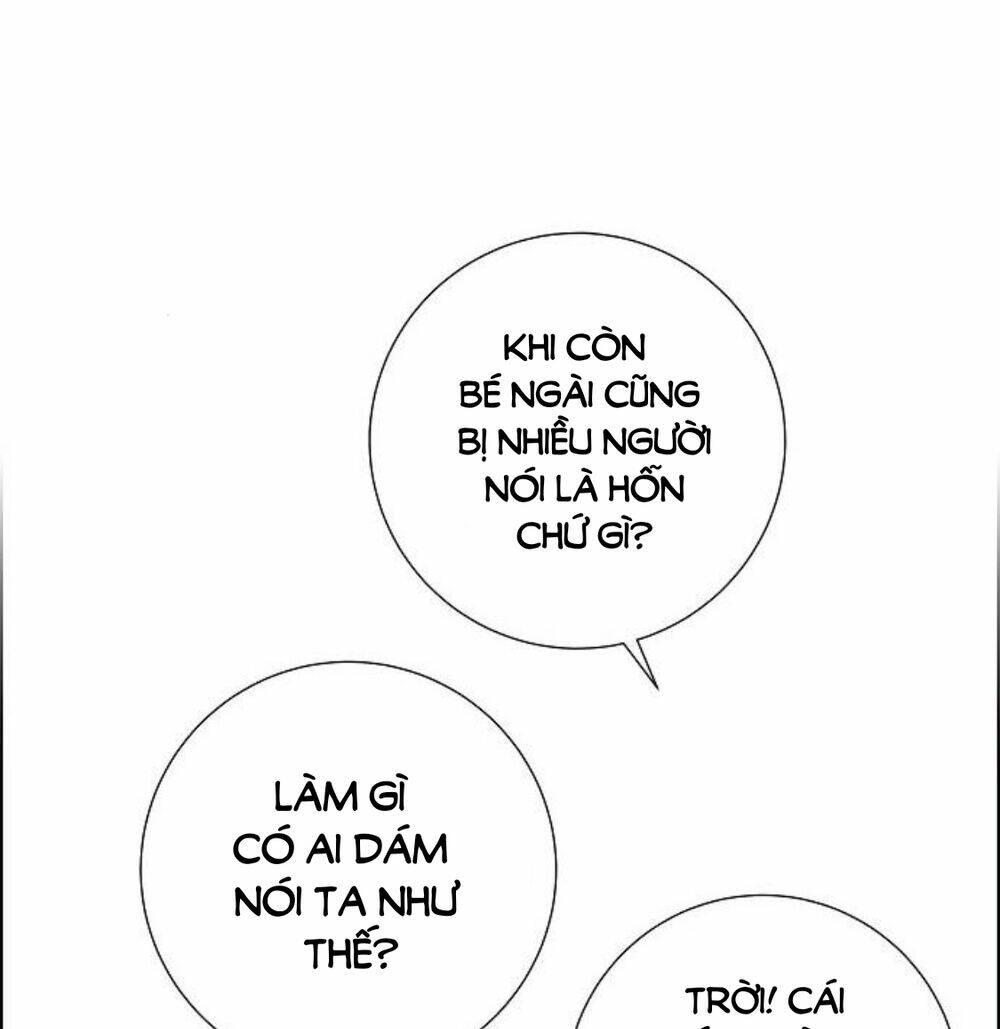 KHI CÒN
BÉ NGÀI CŨNG
BỊ NHIỀU NGƯỜI
NÓI LÀ HỖN
CHỨ GÌ?
LÀM GÌ
CÓ AI DÁM
NÓI TA NHƯ
THẾ?
TRỜI! CÁI